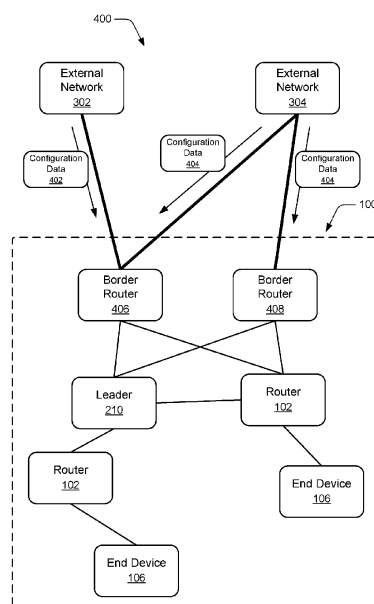 400
External
Network
302
External
Network
304
Configuration
Data
402
Configuration
Data
404
Configuration
Data
404
100
Border
Router
406
Border
Router
408
Leader
210
Router
102
Router
102
End Device
106
End Device
106